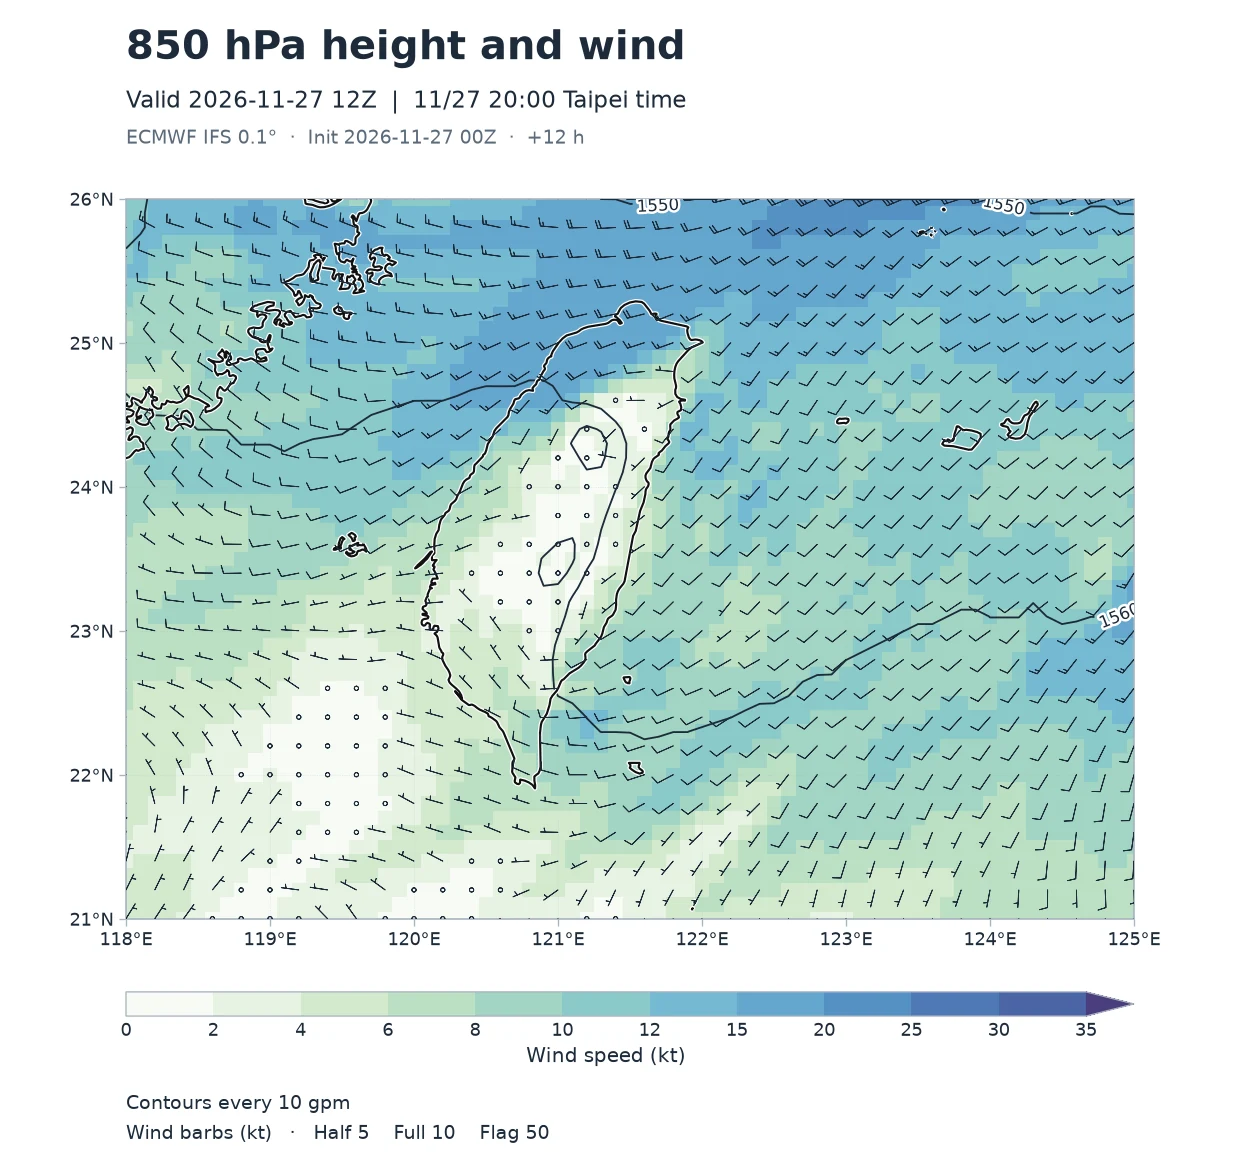 850 hPa height and wind
Valid 2026-11-27 12Z | 11/27 20:00 Taipei time
ECMWF IFS 0.1° · Init 2026-11-27 00Z · +12 h
26°N
25°N
24°N
23°N
22°N
21°N
1550
1550
1560
118°E 119°E 120°E 121°E 122°E 123°E 124°E 125°E
0 2 4 6 8 10 12 15 20 25 30 35
Wind speed (kt)
Contours every 10 gpm
Wind barbs (kt) · Half 5 Full 10 Flag 50